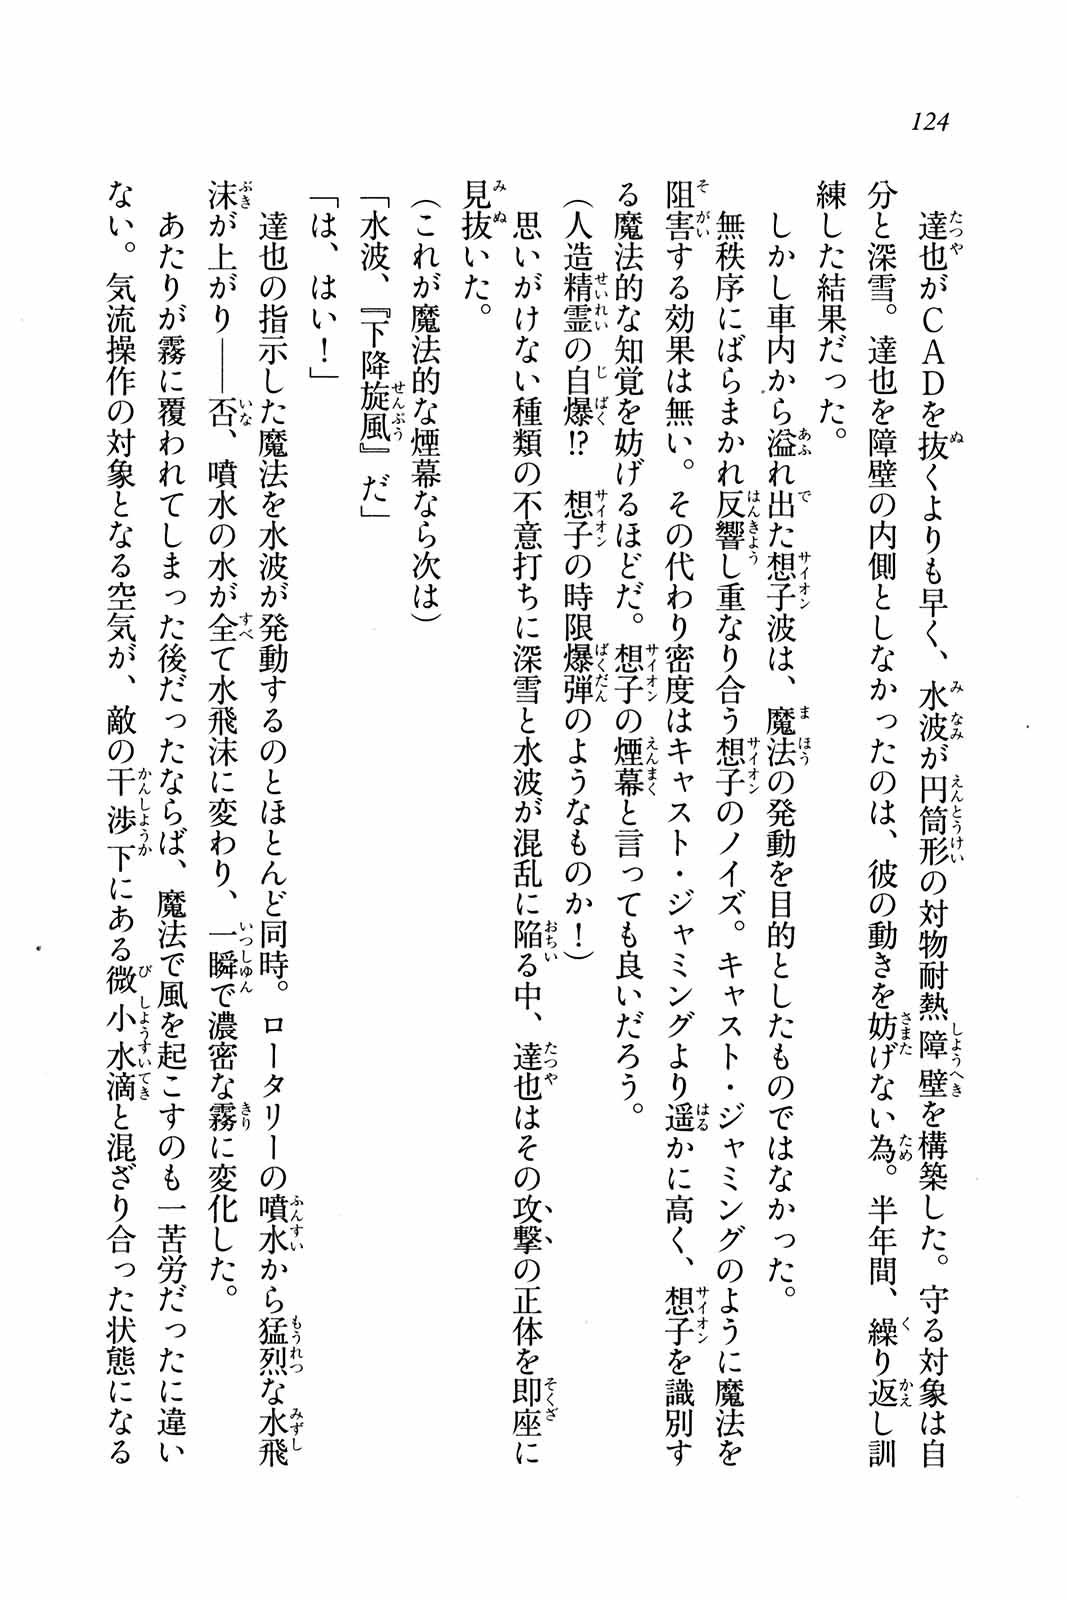 124
達也がＣＡＤを抜くよりも早く、水波が円筒形の対物耐熱障壁を構築した。守る対象は自
分と深雪。達也を障壁の内側としなかったのは、彼の動きを妨げない為。半年間、繰り返し訓
練した結果だった。
しかし車内から溢れ出た想子波は、魔法の発動を目的としたものではなかった。
無秩序にばらまかれ反響し重なり合う想子のノイズ。キャスト・ジャミングのように魔法を
阻害する効果は無い。その代わり密度はキャスト・ジャミングより遥かに高く、想子を識別す
る魔法的な知覚を妨げるほどだ。想子の煙幕と言っても良いだろう。
（人造精霊の自爆!?　想子の時限爆弾のようなものか！）
思いがけない種類の不意打ちに深雪と水波が混乱に陥る中、達也はその攻撃の正体を即座に
見抜いた。
（これが魔法的な煙幕なら次は）
「水波、『下降旋風』だ」
「は、はい！」
達也の指示した魔法を水波が発動するのとほとんど同時。ロータリーの噴水から猛烈な水飛
沫が上がり――否、噴水の水が全て水飛沫に変わり、一瞬で濃密な霧に変化した。
あたりが霧に覆われてしまった後だったならば、魔法で風を起こすのも一苦労だったに違い
ない。気流操作の対象となる空気が、敵の干渉下にある微小水滴と混ざり合った状態になる